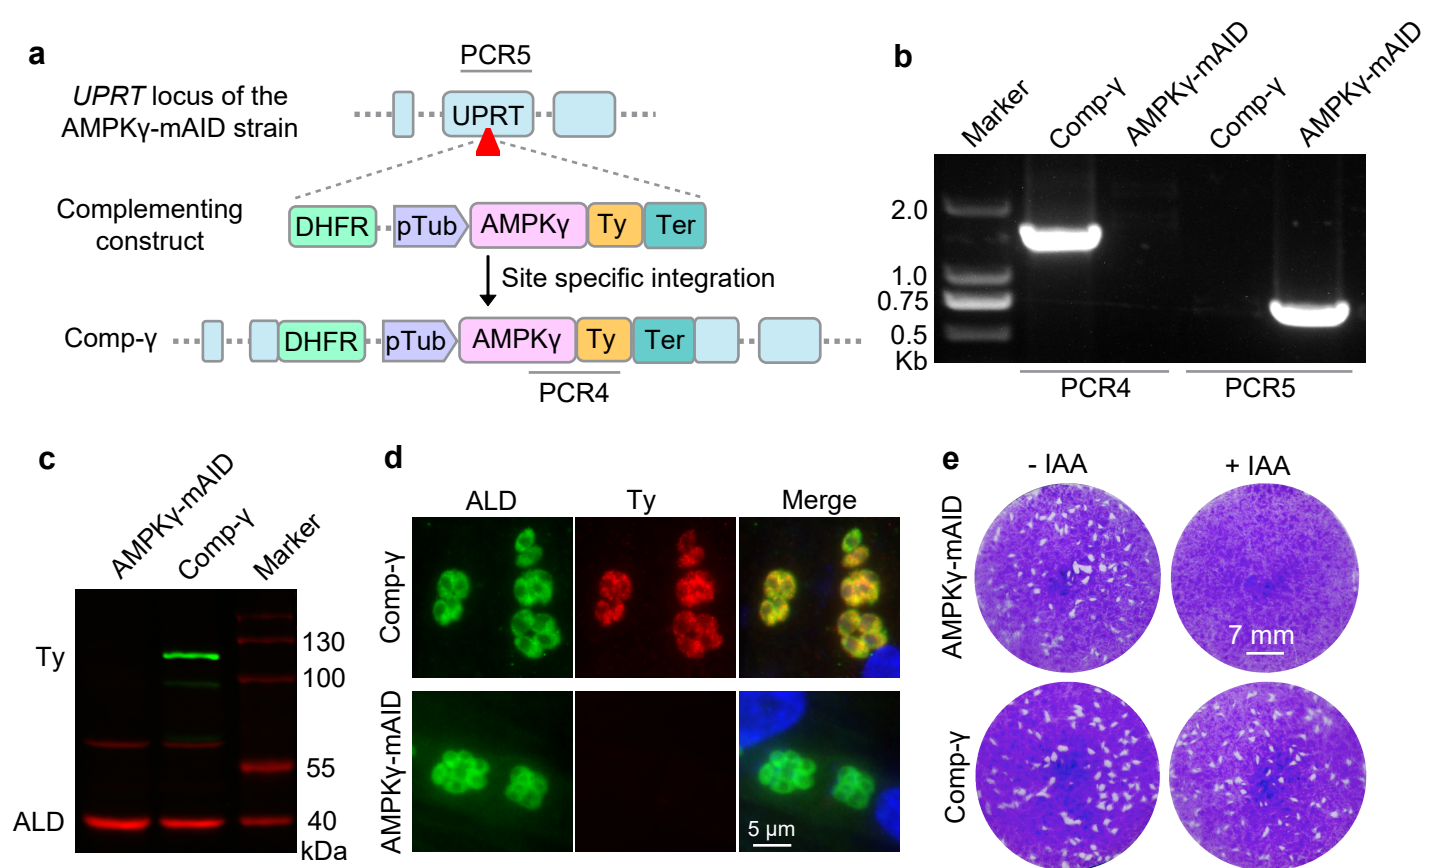 a
PCR5
UPRT locus of the
AMPKγ-mAID strain
UPRT
Complementing
construct
DHFR
pTub
AMPKγ
Ty
Ter
Site specific integration
Comp-γ
DHFR
pTub
AMPKγ
Ty
Ter
PCR4
b
Marker
Comp-γ
AMPKγ-mAID
Comp-γ
AMPKγ-mAID
2.0
1.0
0.75
0.5
Kb
PCR4
PCR5
c
AMPKγ-mAID
Comp-γ
Marker
Ty
130
100
55
ALD
40
kDa
d
ALD
Ty
Merge
Comp-γ
AMPKγ-mAID
5 µm
e
- IAA
+ IAA
AMPKγ-mAID
7 mm
Comp-γ